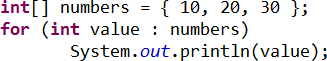 int[] numbers = { 10, 20, 30 };
for (int value : numbers)
        System.out.println(value);